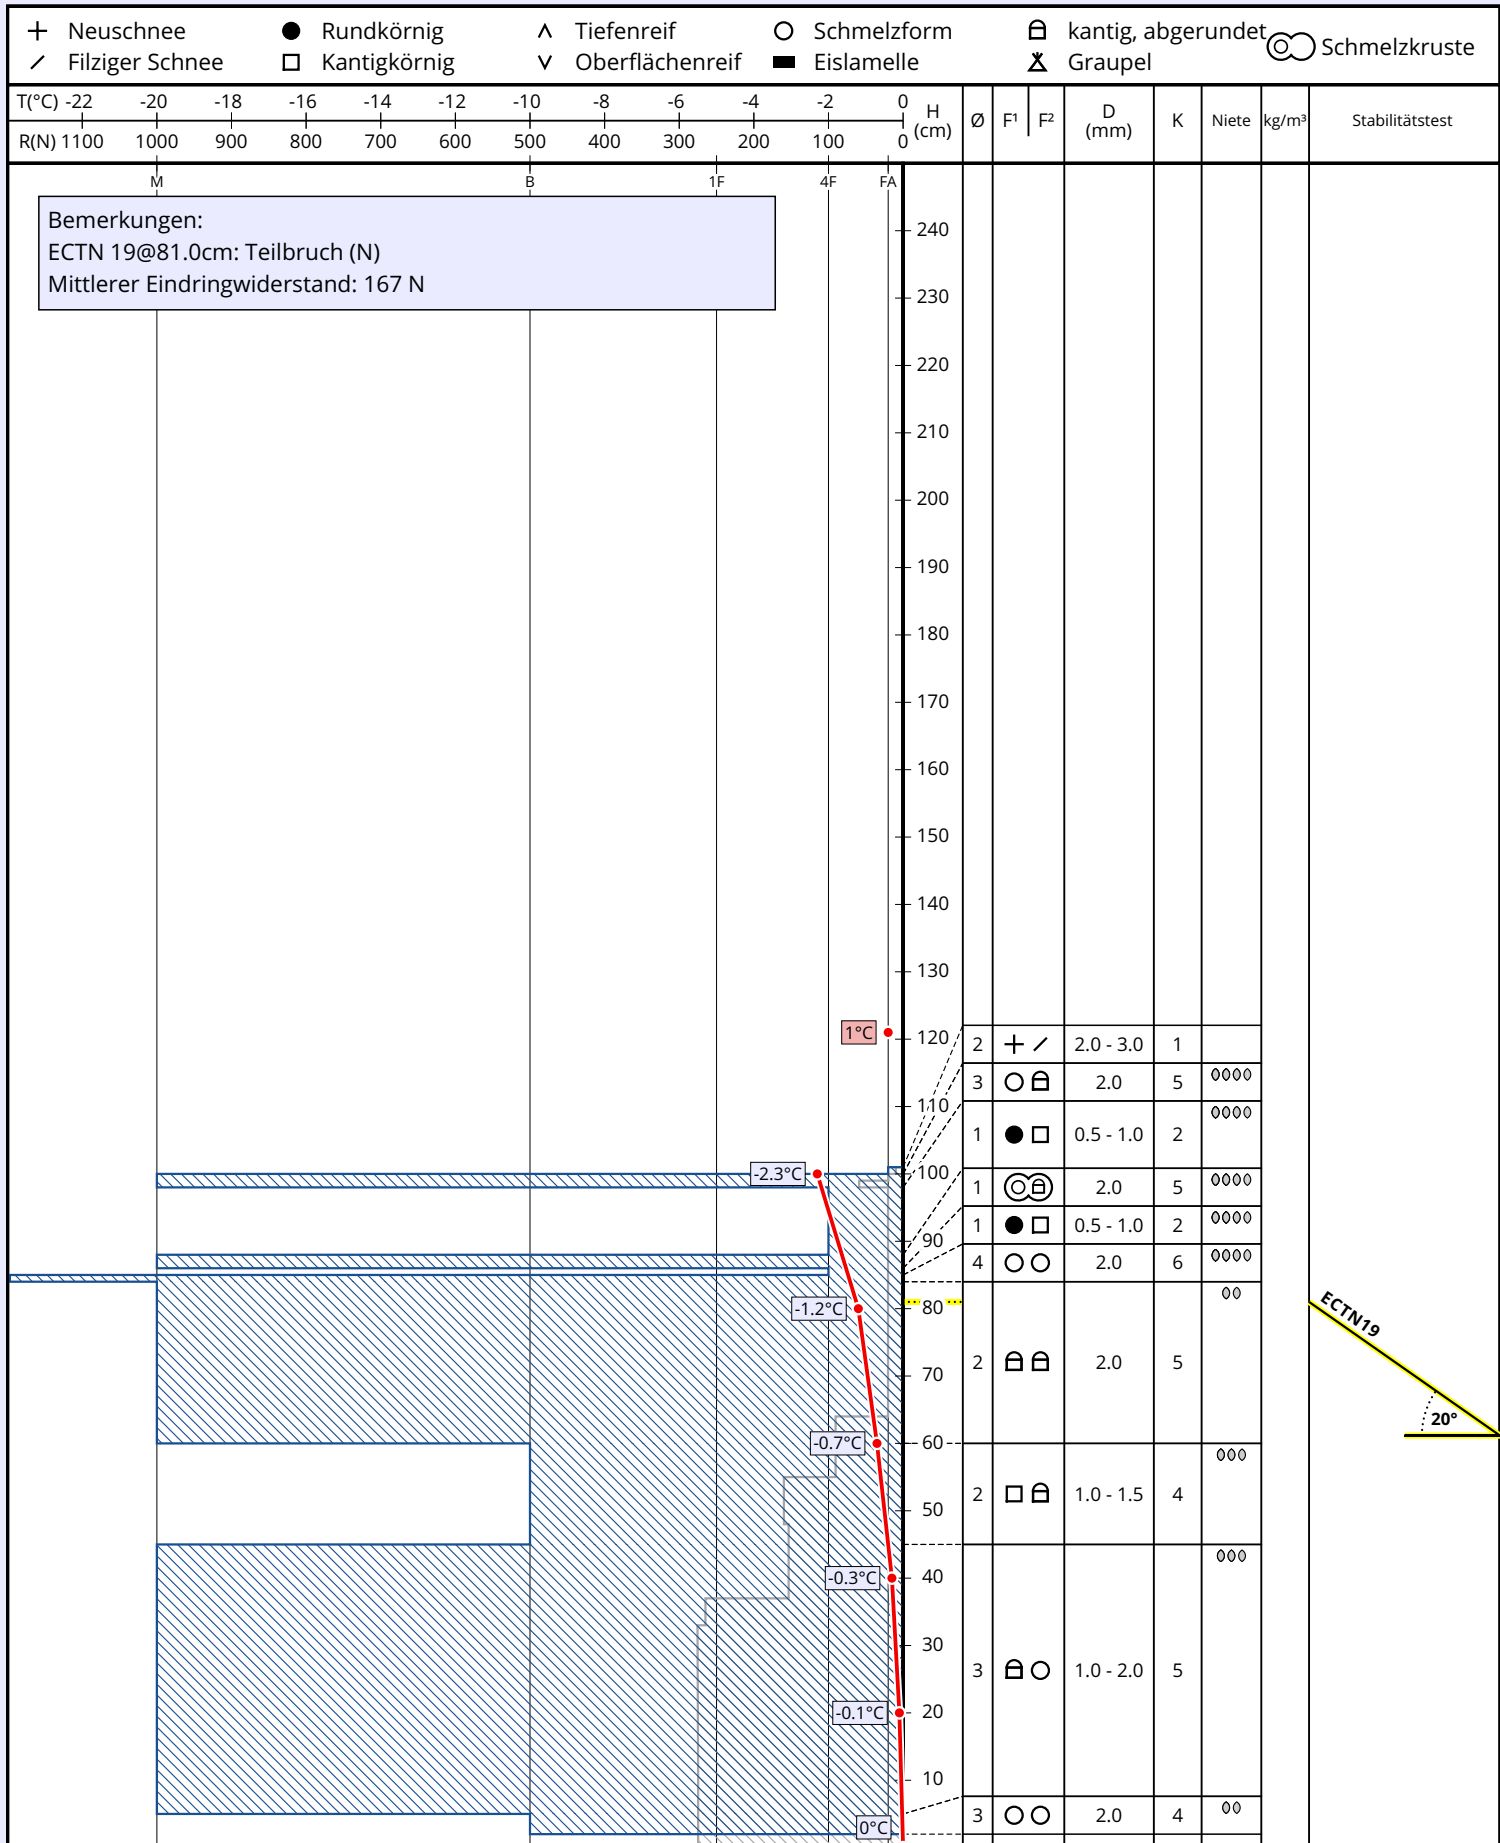 Neuschnee Rundkörnig Tiefenreif Schmelzform kantig, abgerundet Schmelzkruste
Filziger Schnee Kantigkörnig Oberflächenreif Eislamelle Graupel
T(°C) -22 -20 -18 -16 -14 -12 -10 -8 -6 -4 -2 0
R(N) 1100 1000 900 800 700 600 500 400 300 200 100 0
H (cm) Ø F¹ F² D (mm) K Niete kg/m³ Stabilitätstest
M B 1F 4F FA
Bemerkungen:
ECTN 19@81.0cm: Teilbruch (N)
Mittlerer Eindringwiderstand: 167 N
240
230
220
210
200
190
180
170
160
150
140
130
1°C 120
2 2.0 - 3.0 1
3 2.0 5
110
1 0.5 - 1.0 2
-2.3°C 100
1 2.0 5
1 0.5 - 1.0 2
90
4 2.0 6
-1.2°C 80
ECTN19
2 2.0 5
70
20°
-0.7°C 60
2 1.0 - 1.5 4
50
-0.3°C 40
30
3 1.0 - 2.0 5
-0.1°C 20
10
3 2.0 4
0°C